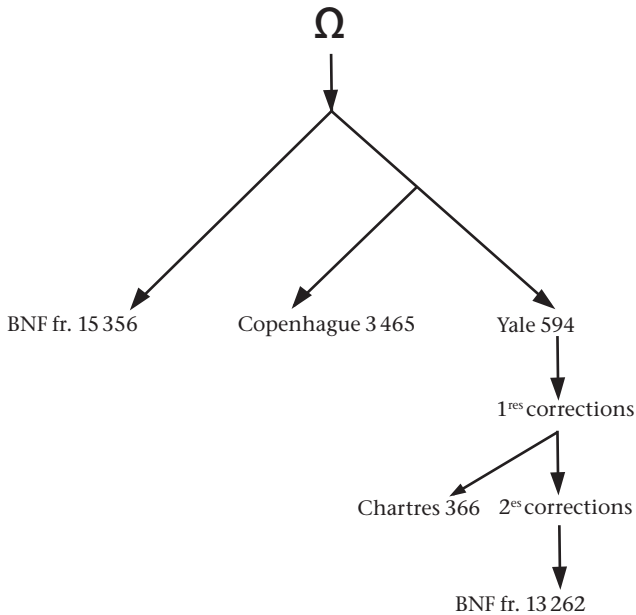 Ω
BNF fr. 15 356
Copenhague 3 465
Yale 594
1res corrections
Chartres 366
2es corrections
BNF fr. 13 262